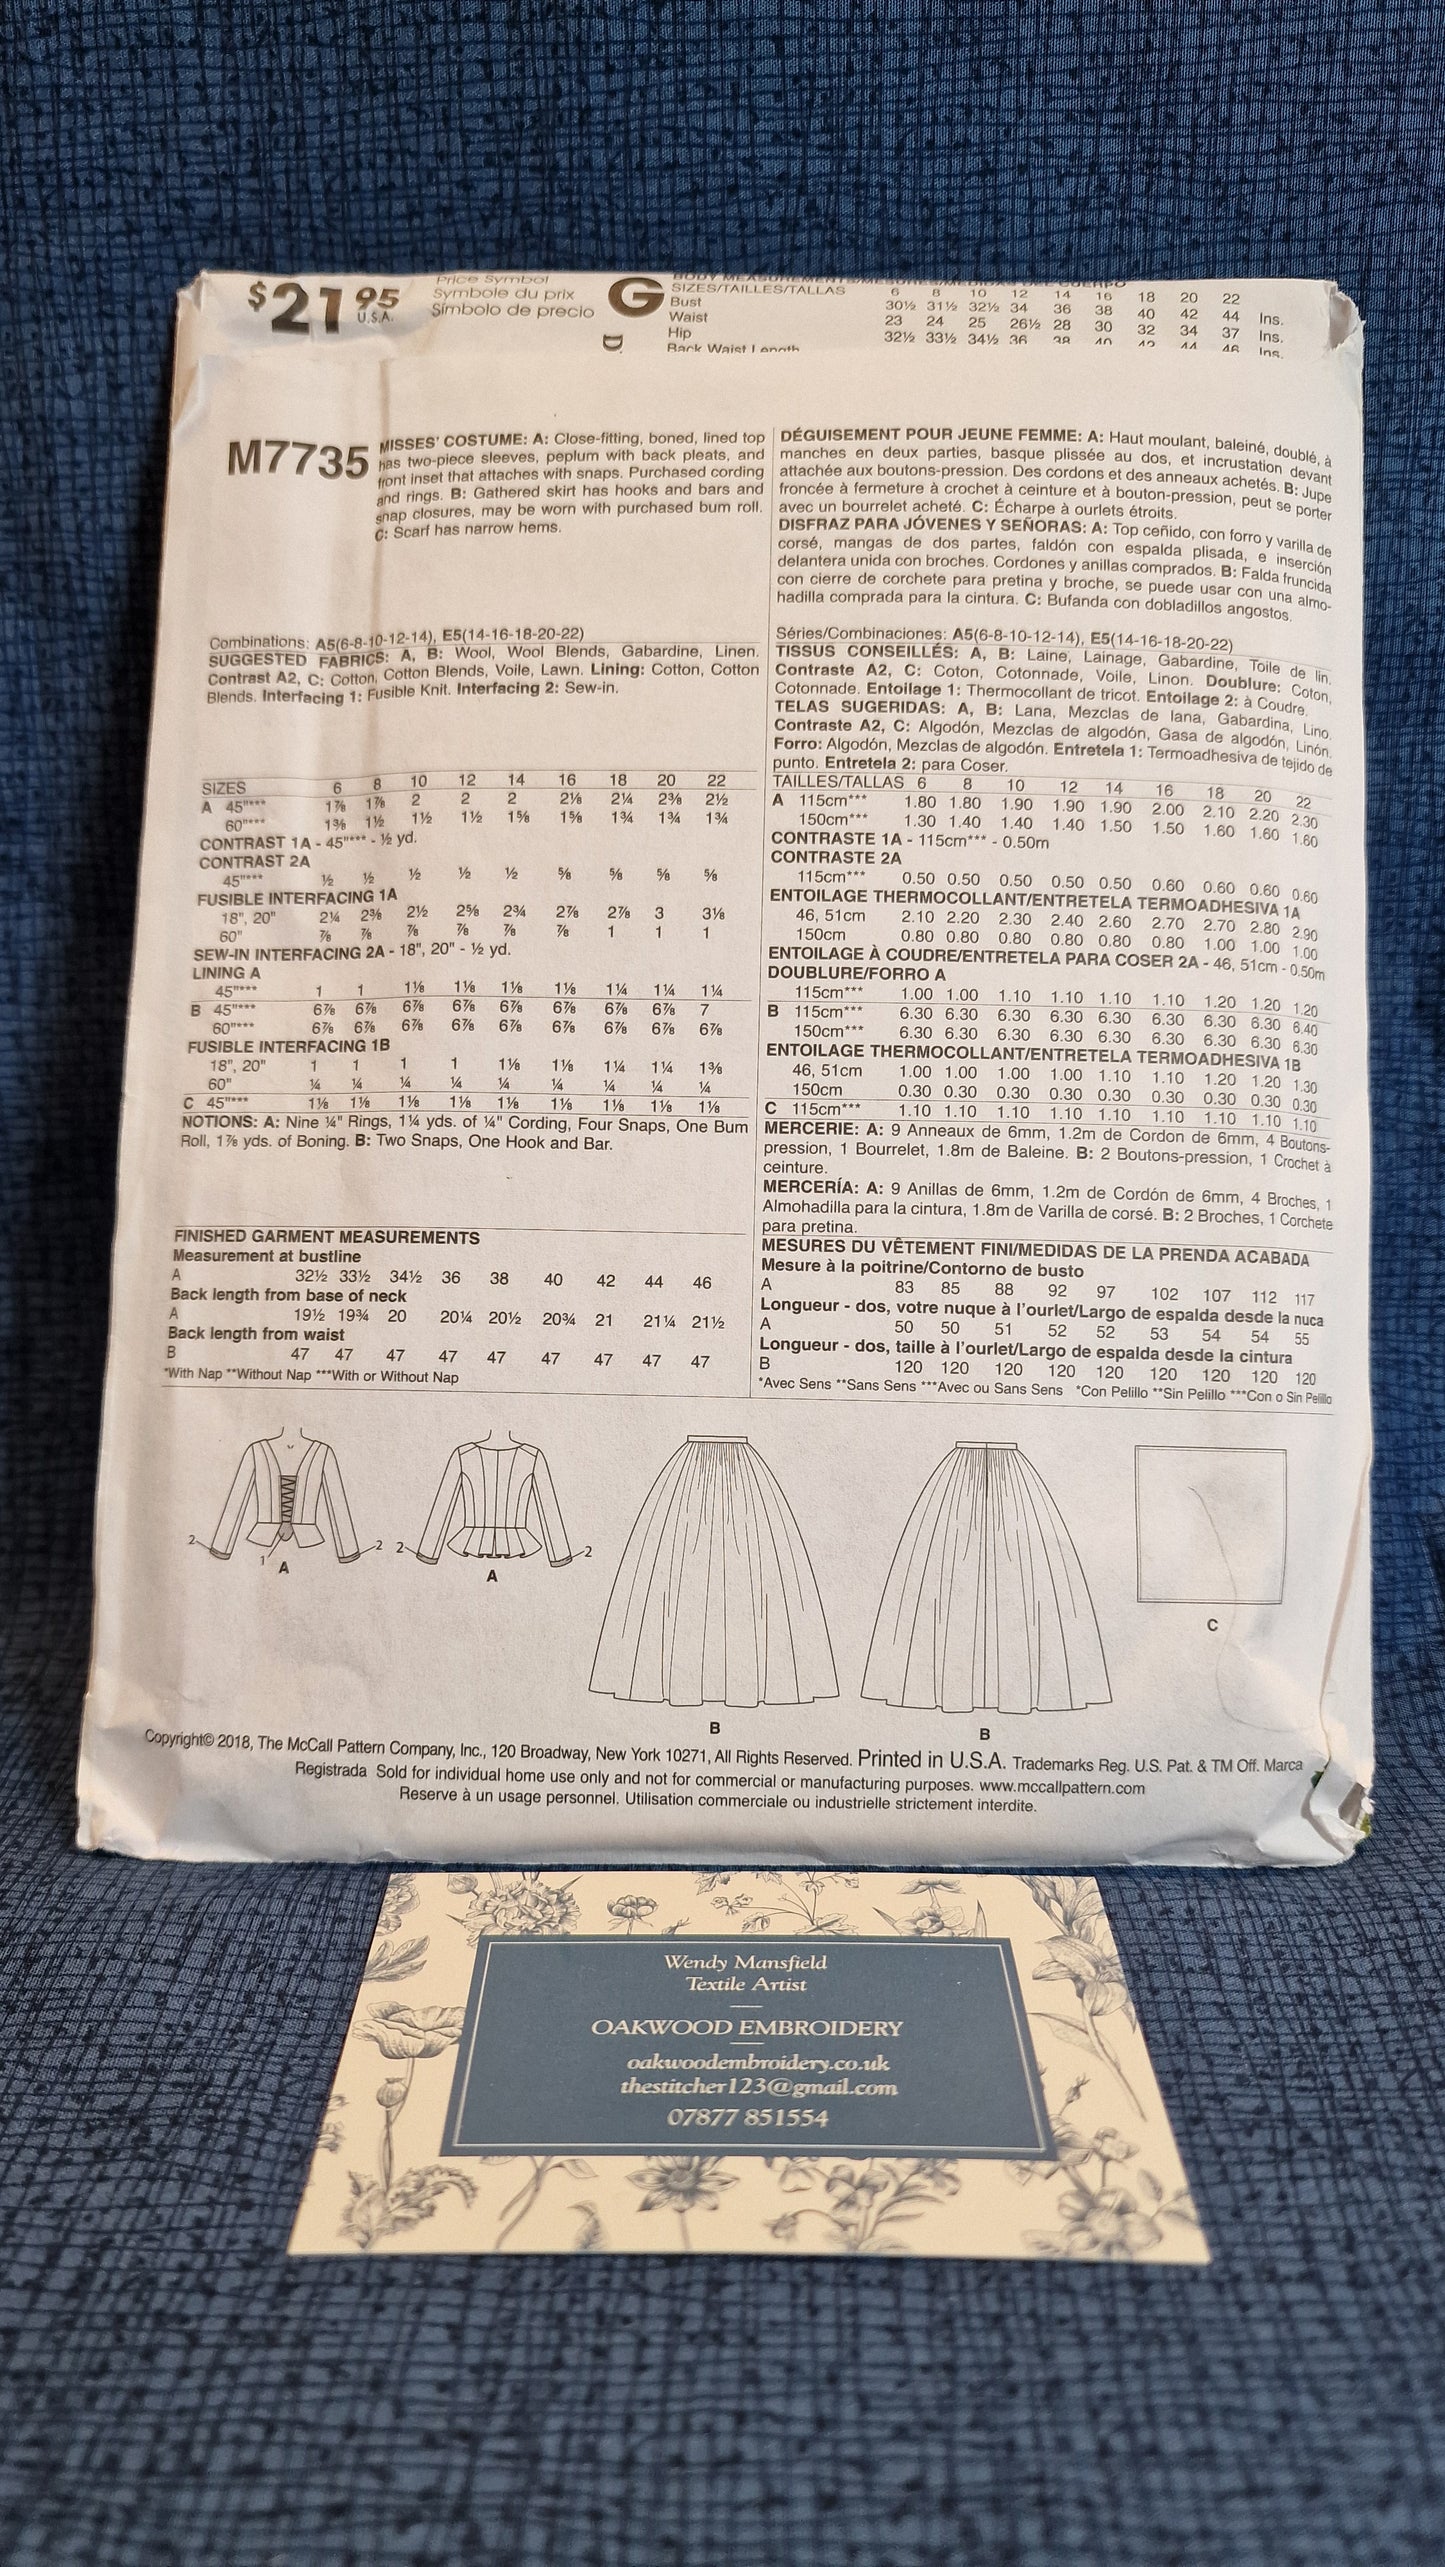 $21 95
U.S.A.
Price Symbol
Symbole du prix
Símbolo de precio
G
D
SIZES/TAILLES/TALLAS 6 8 10 12 14 16 18 20 22
Bust 30½ 31½ 32½ 34 36 38 40 42 44 Ins.
Waist 23 24 25 26½ 28 30 32 34 37 Ins.
Hip 32½ 33½ 34½ 36 38 40 42 44 46 Ins.
Back Waist Length
M7735
MISSES' COSTUME: A: Close-fitting, boned, lined top
has two-piece sleeves, peplum with back pleats, and
front inset that attaches with snaps. Purchased cording
and rings. B: Gathered skirt has hooks and bars and
snap closures, may be worn with purchased bum roll.
C: Scarf has narrow hems.
Combinations: A5(6-8-10-12-14), E5(14-16-18-20-22)
SUGGESTED FABRICS: A, B: Wool, Wool Blends, Gabardine, Linen.
Contrast A2, C: Cotton, Cotton Blends, Voile, Lawn. Lining: Cotton, Cotton
Blends. Interfacing 1: Fusible Knit. Interfacing 2: Sew-in.
SIZES 6 8 10 12 14 16 18 20 22
A 45"*** 1⅞ 1⅞ 2 2 2 2⅛ 2¼ 2⅜ 2½
60"*** 1⅜ 1½ 1½ 1½ 1⅝ 1⅝ 1¾ 1¾ 1¾
CONTRAST 1A - 45"*** - ½ yd.
CONTRAST 2A
45"*** ½ ½ ½ ½ ½ ⅝ ⅝ ⅝ ⅝
FUSIBLE INTERFACING 1A
18", 20" 2¼ 2⅜ 2½ 2⅝ 2¾ 2⅞ 2⅞ 3 3⅛
60" ⅞ ⅞ ⅞ ⅞ ⅞ ⅞ 1 1 1
SEW-IN INTERFACING 2A - 18", 20" - ½ yd.
LINING A
45"*** 1 1 1⅛ 1⅛ 1⅛ 1⅛ 1¼ 1¼ 1¼
B 45"*** 6⅞ 6⅞ 6⅞ 6⅞ 6⅞ 6⅞ 6⅞ 6⅞ 7
60"*** 6⅞ 6⅞ 6⅞ 6⅞ 6⅞ 6⅞ 6⅞ 6⅞ 6⅞
FUSIBLE INTERFACING 1B
18", 20" 1 1 1 1 1⅛ 1⅛ 1¼ 1¼ 1⅜
60" ¼ ¼ ¼ ¼ ¼ ¼ ¼ ¼ ¼
C 45"*** 1⅛ 1⅛ 1⅛ 1⅛ 1⅛ 1⅛ 1⅛ 1⅛ 1⅛
NOTIONS: A: Nine ¼" Rings, 1¼ yds. of ¼" Cording, Four Snaps, One Bum
Roll, 1⅞ yds. of Boning. B: Two Snaps, One Hook and Bar.
FINISHED GARMENT MEASUREMENTS
Measurement at bustline
A 32½ 33½ 34½ 36 38 40 42 44 46
Back length from base of neck
A 19½ 19¾ 20 20¼ 20½ 20¾ 21 21¼ 21½
Back length from waist
B 47 47 47 47 47 47 47 47 47
*With Nap **Without Nap ***With or Without Nap
DÉGUISEMENT POUR JEUNE FEMME: A: Haut moulant, baleiné, doublé, à
manches en deux parties, basque plissée au dos, et incrustation devant
attachée aux boutons-pression. Des cordons et des anneaux achetés. B: Jupe
froncée à fermeture à crochet à ceinture et à bouton-pression, peut se porter
avec un bourrelet acheté. C: Écharpe à ourlets étroits.
DISFRAZ PARA JÓVENES Y SEÑORAS: A: Top ceñido, con forro y varilla de
corsé, mangas de dos partes, faldón con espalda plisada, e inserción
delantera unida con broches. Cordones y anillas comprados. B: Falda fruncida
con cierre de corchete para pretina y broche, se puede usar con una almo-
hadilla comprada para la cintura. C: Bufanda con dobladillos angostos.
Séries/Combinaciones: A5(6-8-10-12-14), E5(14-16-18-20-22)
TISSUS CONSEILLÉS: A, B: Laine, Lainage, Gabardine, Toile de lin.
Contraste A2, C: Coton, Cotonnade, Voile, Linon. Doublure: Coton,
Cotonnade. Entoilage 1: Thermocollant de tricot. Entoilage 2: à Coudre.
TELAS SUGERIDAS: A, B: Lana, Mezclas de lana, Gabardina, Lino.
Contraste A2, C: Algodón, Mezclas de algodón, Gasa de algodón, Linón.
Forro: Algodón, Mezclas de algodón. Entretela 1: Termoadhesiva de tejido de
punto. Entretela 2: para Coser.
TAILLES/TALLAS 6 8 10 12 14 16 18 20 22
A 115cm*** 1.80 1.80 1.90 1.90 1.90 2.00 2.10 2.20 2.30
150cm*** 1.30 1.40 1.40 1.40 1.50 1.50 1.60 1.60 1.60
CONTRASTE 1A - 115cm*** - 0.50m
CONTRASTE 2A
115cm*** 0.50 0.50 0.50 0.50 0.50 0.60 0.60 0.60 0.60
ENTOILAGE THERMOCOLLANT/ENTRETELA TERMOADHESIVA 1A
46, 51cm 2.10 2.20 2.30 2.40 2.60 2.70 2.70 2.80 2.90
150cm 0.80 0.80 0.80 0.80 0.80 0.80 1.00 1.00 1.00
ENTOILAGE À COUDRE/ENTRETELA PARA COSER 2A - 46, 51cm - 0.50m
DOUBLURE/FORRO A
115cm*** 1.00 1.00 1.10 1.10 1.10 1.10 1.20 1.20 1.20
B 115cm*** 6.30 6.30 6.30 6.30 6.30 6.30 6.30 6.30 6.40
150cm*** 6.30 6.30 6.30 6.30 6.30 6.30 6.30 6.30 6.30
ENTOILAGE THERMOCOLLANT/ENTRETELA TERMOADHESIVA 1B
46, 51cm 1.00 1.00 1.00 1.00 1.10 1.10 1.20 1.20 1.30
150cm 0.30 0.30 0.30 0.30 0.30 0.30 0.30 0.30 0.30
C 115cm*** 1.10 1.10 1.10 1.10 1.10 1.10 1.10 1.10 1.10
MERCERIE: A: 9 Anneaux de 6mm, 1.2m de Cordon de 6mm, 4 Boutons-
pression, 1 Bourrelet, 1.8m de Baleine. B: 2 Boutons-pression, 1 Crochet à
ceinture.
MERCERÍA: A: 9 Anillas de 6mm, 1.2m de Cordón de 6mm, 4 Broches, 1
Almohadilla para la cintura, 1.8m de Varilla de corsé. B: 2 Broches, 1 Corchete
para pretina.
MESURES DU VÊTEMENT FINI/MEDIDAS DE LA PRENDA ACABADA
Mesure à la poitrine/Contorno de busto
A 83 85 88 92 97 102 107 112 117
Longueur - dos, votre nuque à l'ourlet/Largo de espalda desde la nuca
A 50 50 51 52 52 53 54 54 55
Longueur - dos, taille à l'ourlet/Largo de espalda desde la cintura
B 120 120 120 120 120 120 120 120 120
*Avec Sens **Sans Sens ***Avec ou Sans Sens *Con Pelillo **Sin Pelillo ***Con o Sin Pelillo
2 1 2 A
2 2 A
B
B
C
Copyright© 2018, The McCall Pattern Company, Inc., 120 Broadway, New York 10271, All Rights Reserved. Printed in U.S.A. Trademarks Reg. U.S. Pat. & TM Off. Marca
Registrada Sold for individual home use only and not for commercial or manufacturing purposes. www.mccallpattern.com
Reserve à un usage personnel. Utilisation commerciale ou industrielle strictement interdite.
Wendy Mansfield
Textile Artist
OAKWOOD EMBROIDERY
oakwoodembroidery.co.uk
thestitcher123@gmail.com
07877 851554